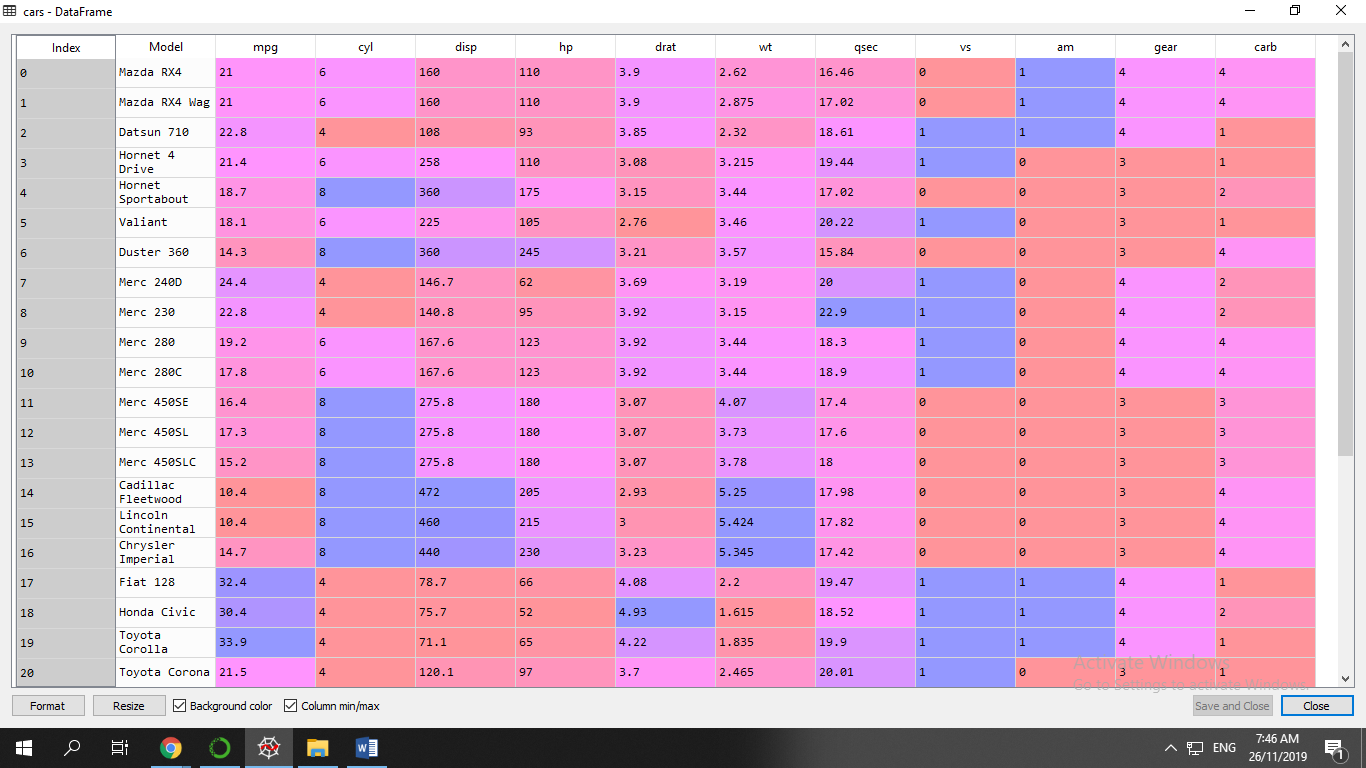 cars - DataFrame
Index Model mpg cyl disp hp drat wt qsec vs am gear carb
0 Mazda RX4 21 6 160 110 3.9 2.62 16.46 0 1 4 4
1 Mazda RX4 Wag 21 6 160 110 3.9 2.875 17.02 0 1 4 4
2 Datsun 710 22.8 4 108 93 3.85 2.32 18.61 1 1 4 1
3 Hornet 4 Drive 21.4 6 258 110 3.08 3.215 19.44 1 0 3 1
4 Hornet Sportabout 18.7 8 360 175 3.15 3.44 17.02 0 0 3 2
5 Valiant 18.1 6 225 105 2.76 3.46 20.22 1 0 3 1
6 Duster 360 14.3 8 360 245 3.21 3.57 15.84 0 0 3 4
7 Merc 240D 24.4 4 146.7 62 3.69 3.19 20 1 0 4 2
8 Merc 230 22.8 4 140.8 95 3.92 3.15 22.9 1 0 4 2
9 Merc 280 19.2 6 167.6 123 3.92 3.44 18.3 1 0 4 4
10 Merc 280C 17.8 6 167.6 123 3.92 3.44 18.9 1 0 4 4
11 Merc 450SE 16.4 8 275.8 180 3.07 4.07 17.4 0 0 3 3
12 Merc 450SL 17.3 8 275.8 180 3.07 3.73 17.6 0 0 3 3
13 Merc 450SLC 15.2 8 275.8 180 3.07 3.78 18 0 0 3 3
14 Cadillac Fleetwood 10.4 8 472 205 2.93 5.25 17.98 0 0 3 4
15 Lincoln Continental 10.4 8 460 215 3 5.424 17.82 0 0 3 4
16 Chrysler Imperial 14.7 8 440 230 3.23 5.345 17.42 0 0 3 4
17 Fiat 128 32.4 4 78.7 66 4.08 2.2 19.47 1 1 4 1
18 Honda Civic 30.4 4 75.7 52 4.93 1.615 18.52 1 1 4 2
19 Toyota Corolla 33.9 4 71.1 65 4.22 1.835 19.9 1 1 4 1
20 Toyota Corona 21.5 4 120.1 97 3.7 2.465 20.01 1 0 3 1
Activate Windows
Go to Settings to activate Windows.
Format Resize Background color Column min/max Save and Close Close
ENG 7:46 AM
26/11/2019 1